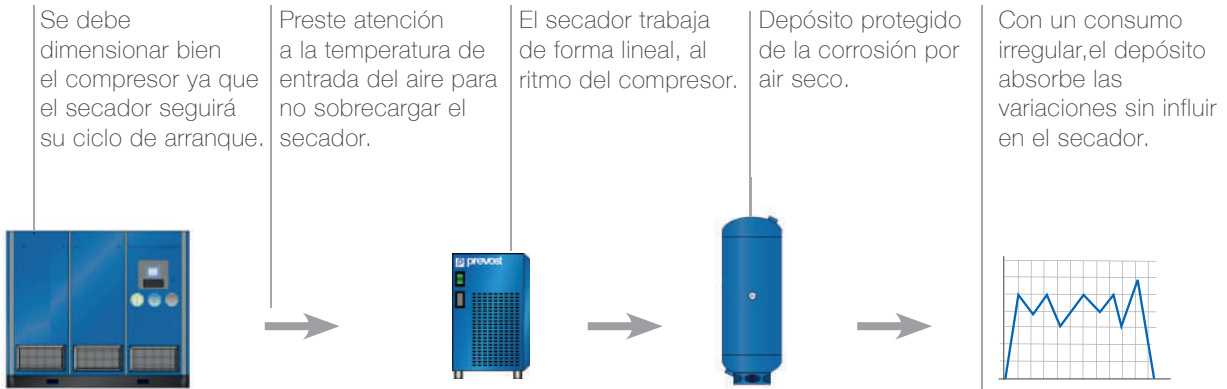 Se debe
dimensionar bien
el compresor ya que
el secador seguirá
su ciclo de arranque.
Preste atención
a la temperatura de
entrada del aire para
no sobrecargar el
secador.
El secador trabaja
de forma lineal, al
ritmo del compresor.
Depósito protegido
de la corrosión por
air seco.
Con un consumo
irregular,el depósito
absorbe las
variaciones sin influir
en el secador.
prevost